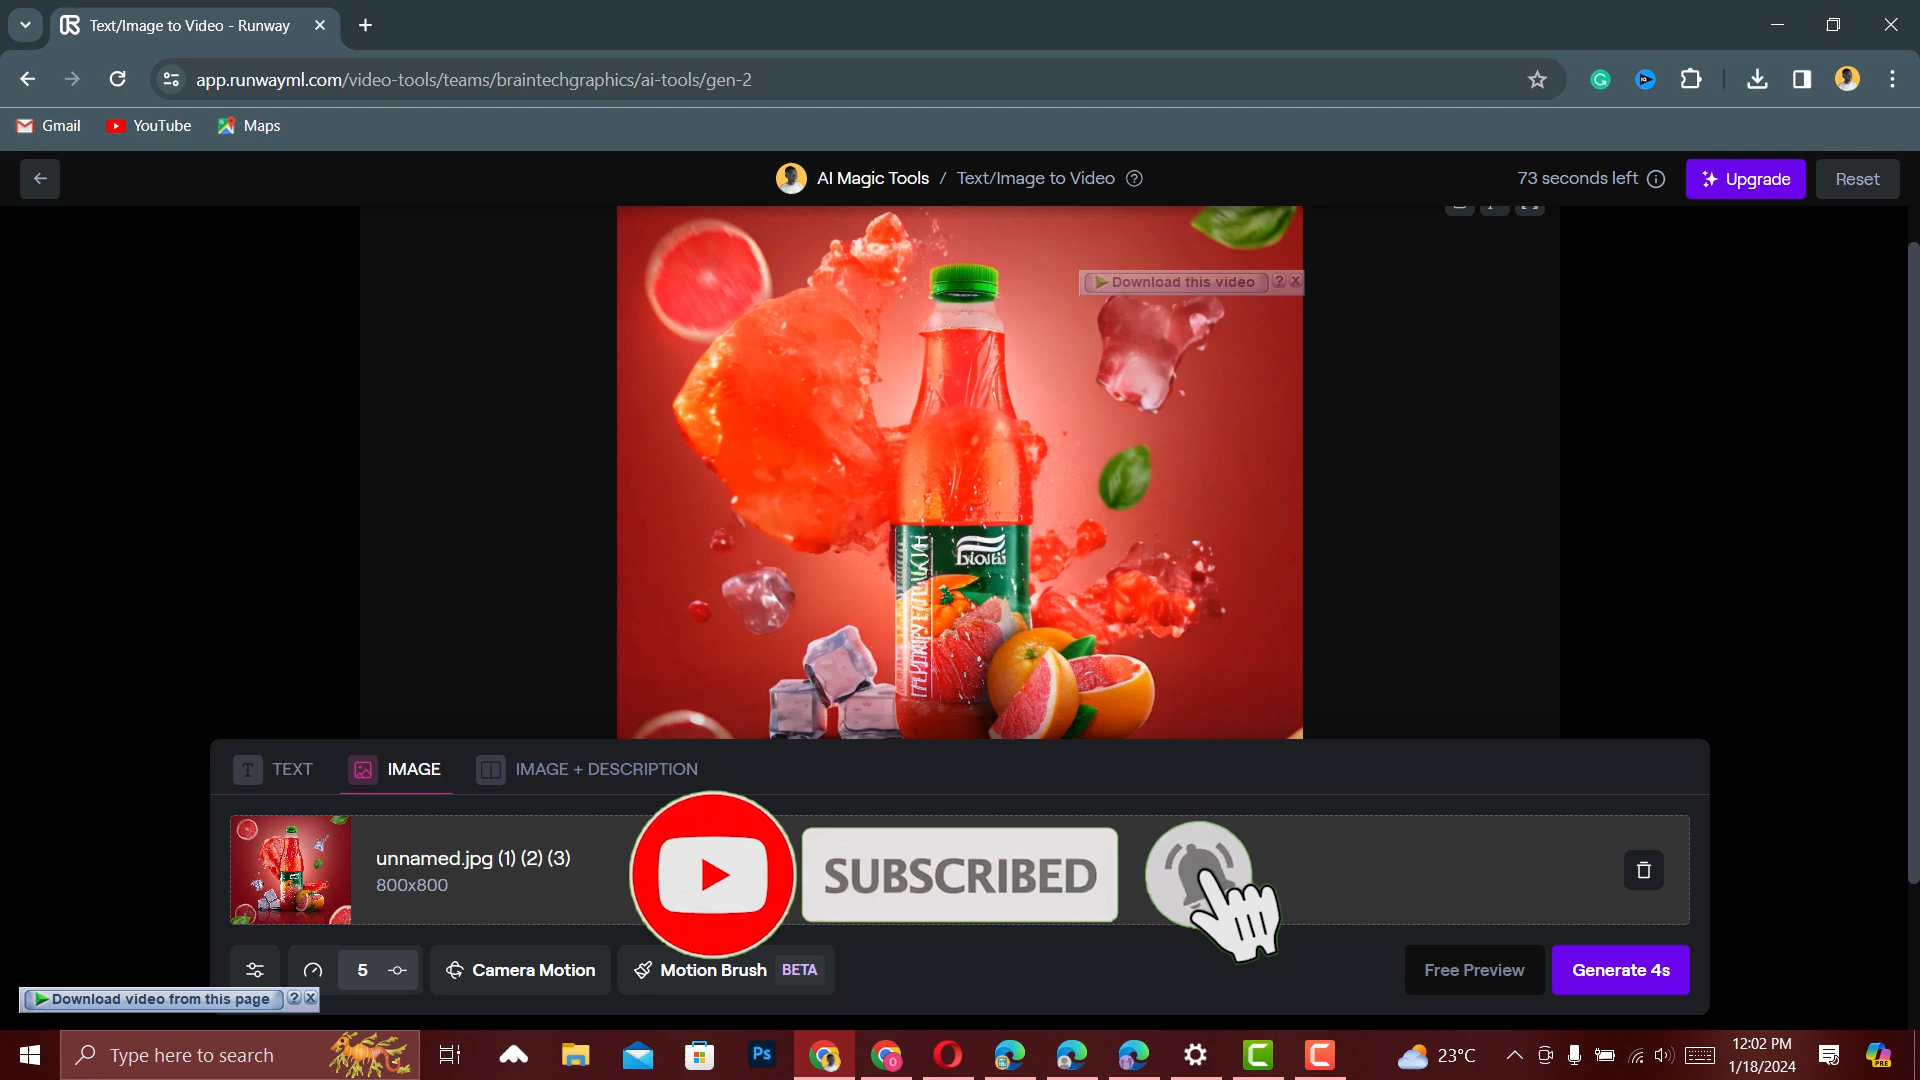 Text/Image to Video - Runway
app.runwayml.com/video-tools/teams/braintechgraphics/ai-tools/gen-2
Gmail YouTube Maps
AI Magic Tools / Text/Image to Video
73 seconds left Upgrade Reset
Download this video
TEXT IMAGE IMAGE + DESCRIPTION
unnamed.jpg (1) (2) (3)
800x800
SUBSCRIBED
5 Camera Motion Motion Brush BETA Free Preview Generate 4s
Download video from this page
Type here to search
Ps
23°C
12:02 PM
1/18/2024
PRE